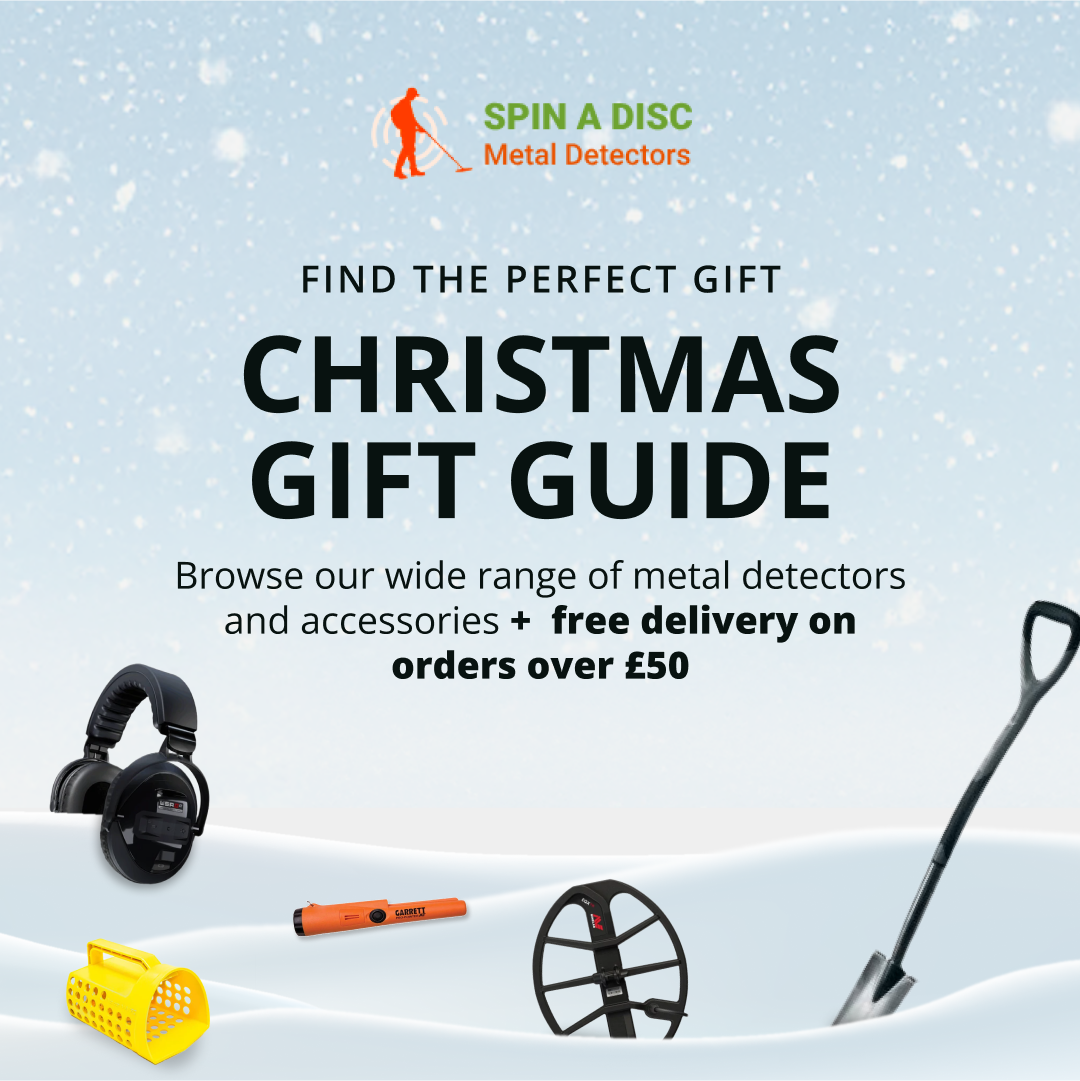 SPIN A DISC
Metal Detectors
FIND THE PERFECT GIFT
CHRISTMAS
GIFT GUIDE
Browse our wide range of metal detectors
and accessories + free delivery on
orders over £50
GARRETT